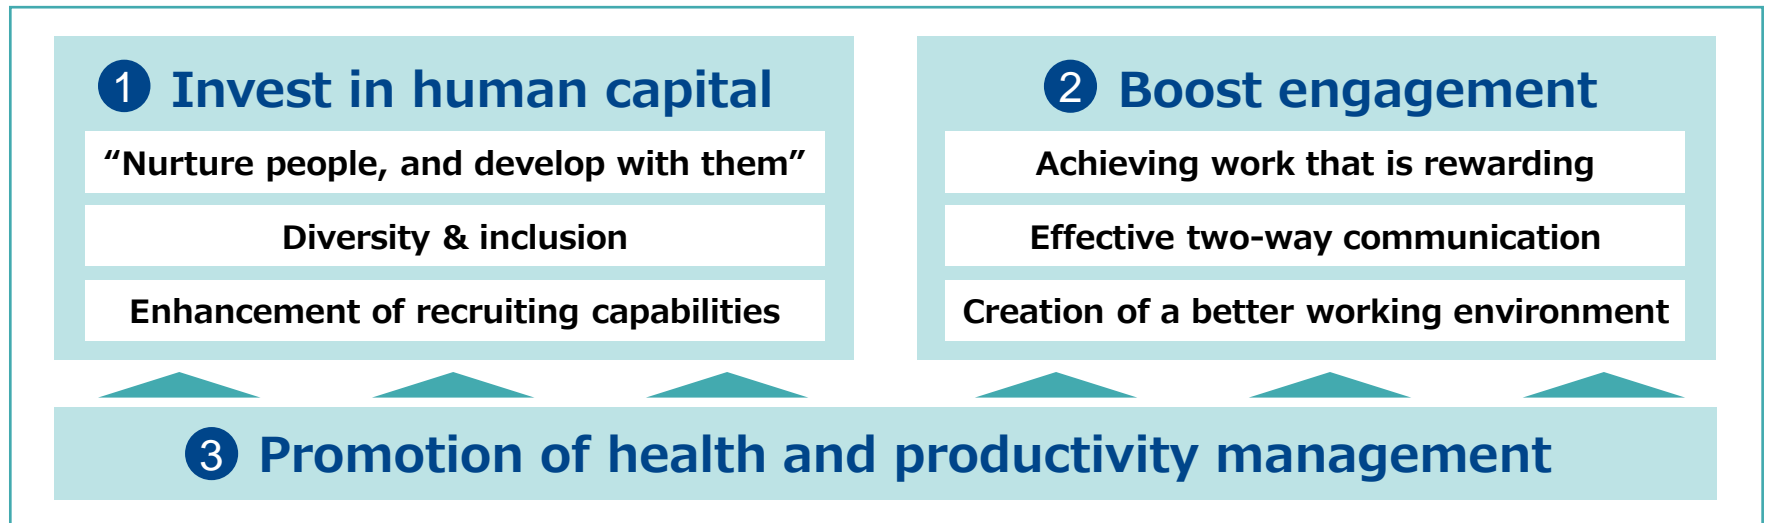 1 Invest in human capital
“Nurture people, and develop with them”
Diversity & inclusion
Enhancement of recruiting capabilities
2 Boost engagement
Achieving work that is rewarding
Effective two-way communication
Creation of a better working environment
3 Promotion of health and productivity management